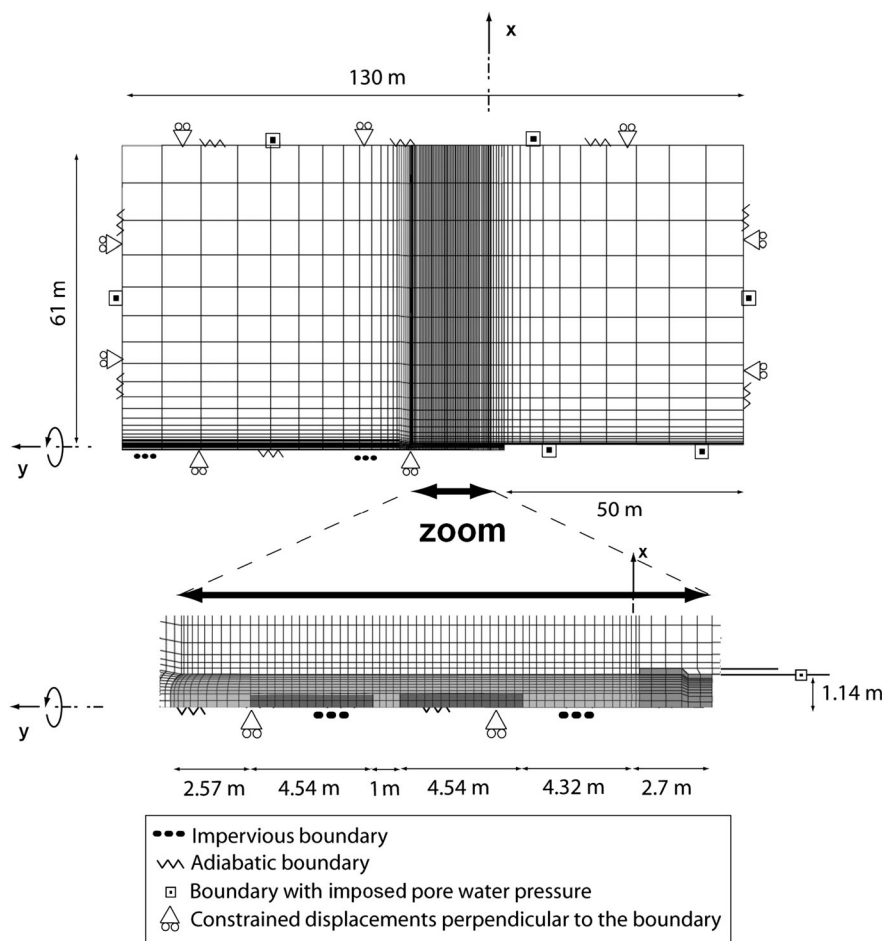 x
130 m
61 m
y
50 m
zoom
x
1.14 m
y
2.57 m 4.54 m 1m 4.54 m 4.32 m 2.7 m
Impervious boundary
Adiabatic boundary
Boundary with imposed pore water pressure
Constrained displacements perpendicular to the boundary